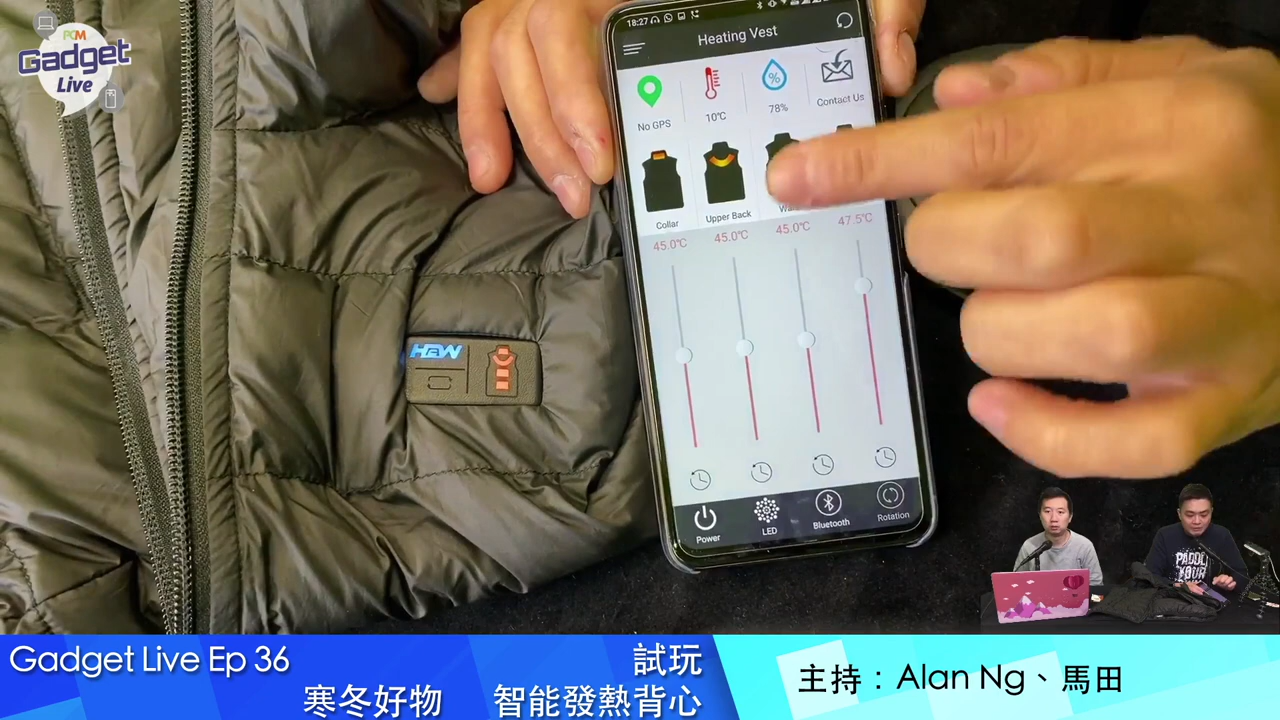 PCM
Gadget
Live
18:27
Heating Vest
No GPS
10℃
%
78%
Contact Us
Collar
Upper Back
45.0℃
45.0℃
45.0℃
47.5℃
HEW
Power
LED
Bluetooth
Rotation
PADDL
YOUR
Gadget Live Ep 36
試玩
寒冬好物
智能發熱背心
主持：Alan Ng、馬田